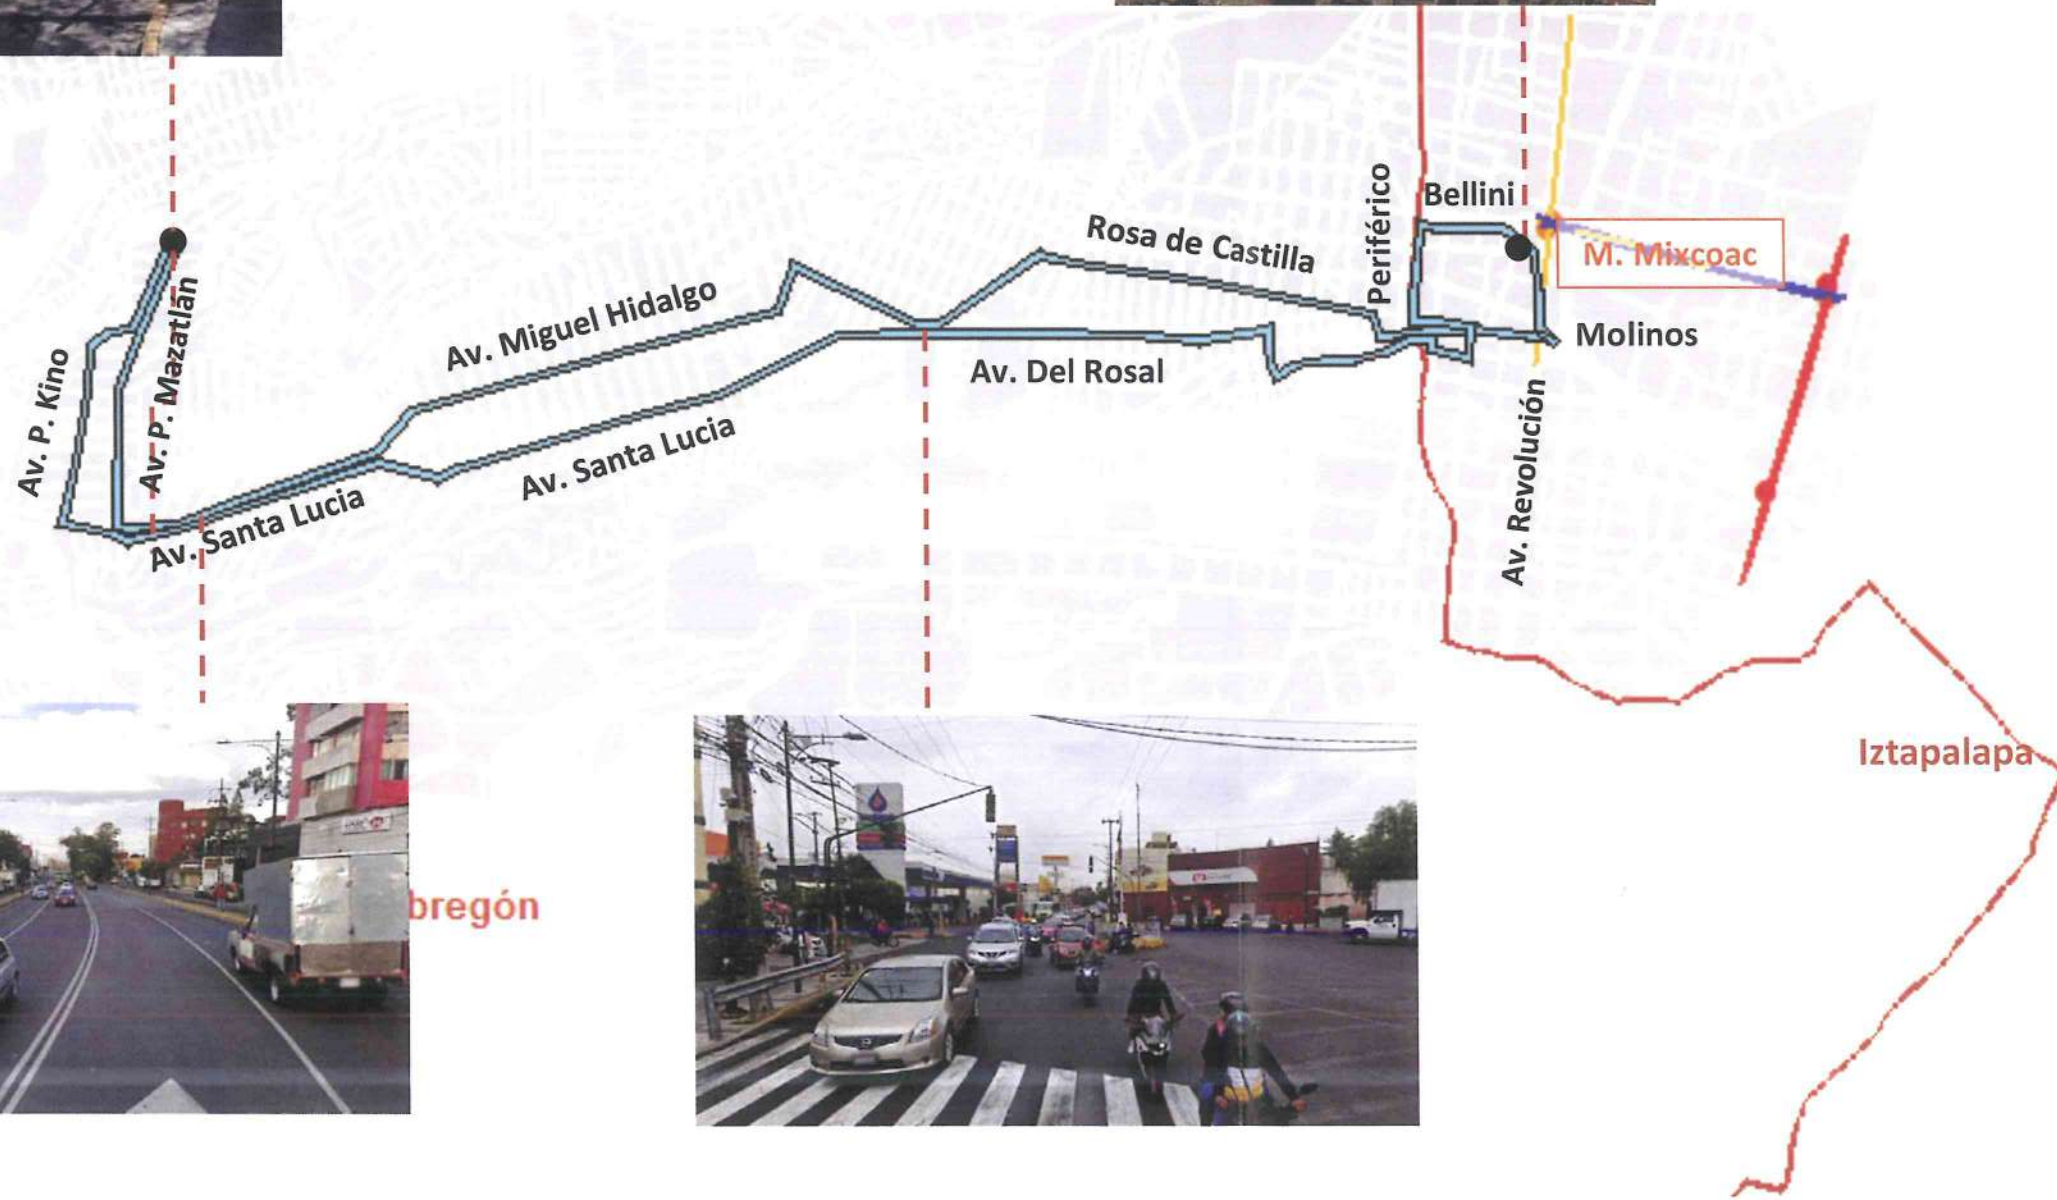 Bellini
Periférico
Rosa de Castilla
M. Mixcoac
Av. Miguel Hidalgo
Molinos
Av. P. Mazatlán
Av. P. Kino
Av. Del Rosal
Av. Santa Lucia
Av. Revolución
Av. Santa Lucia
Iztapalapa
bregón